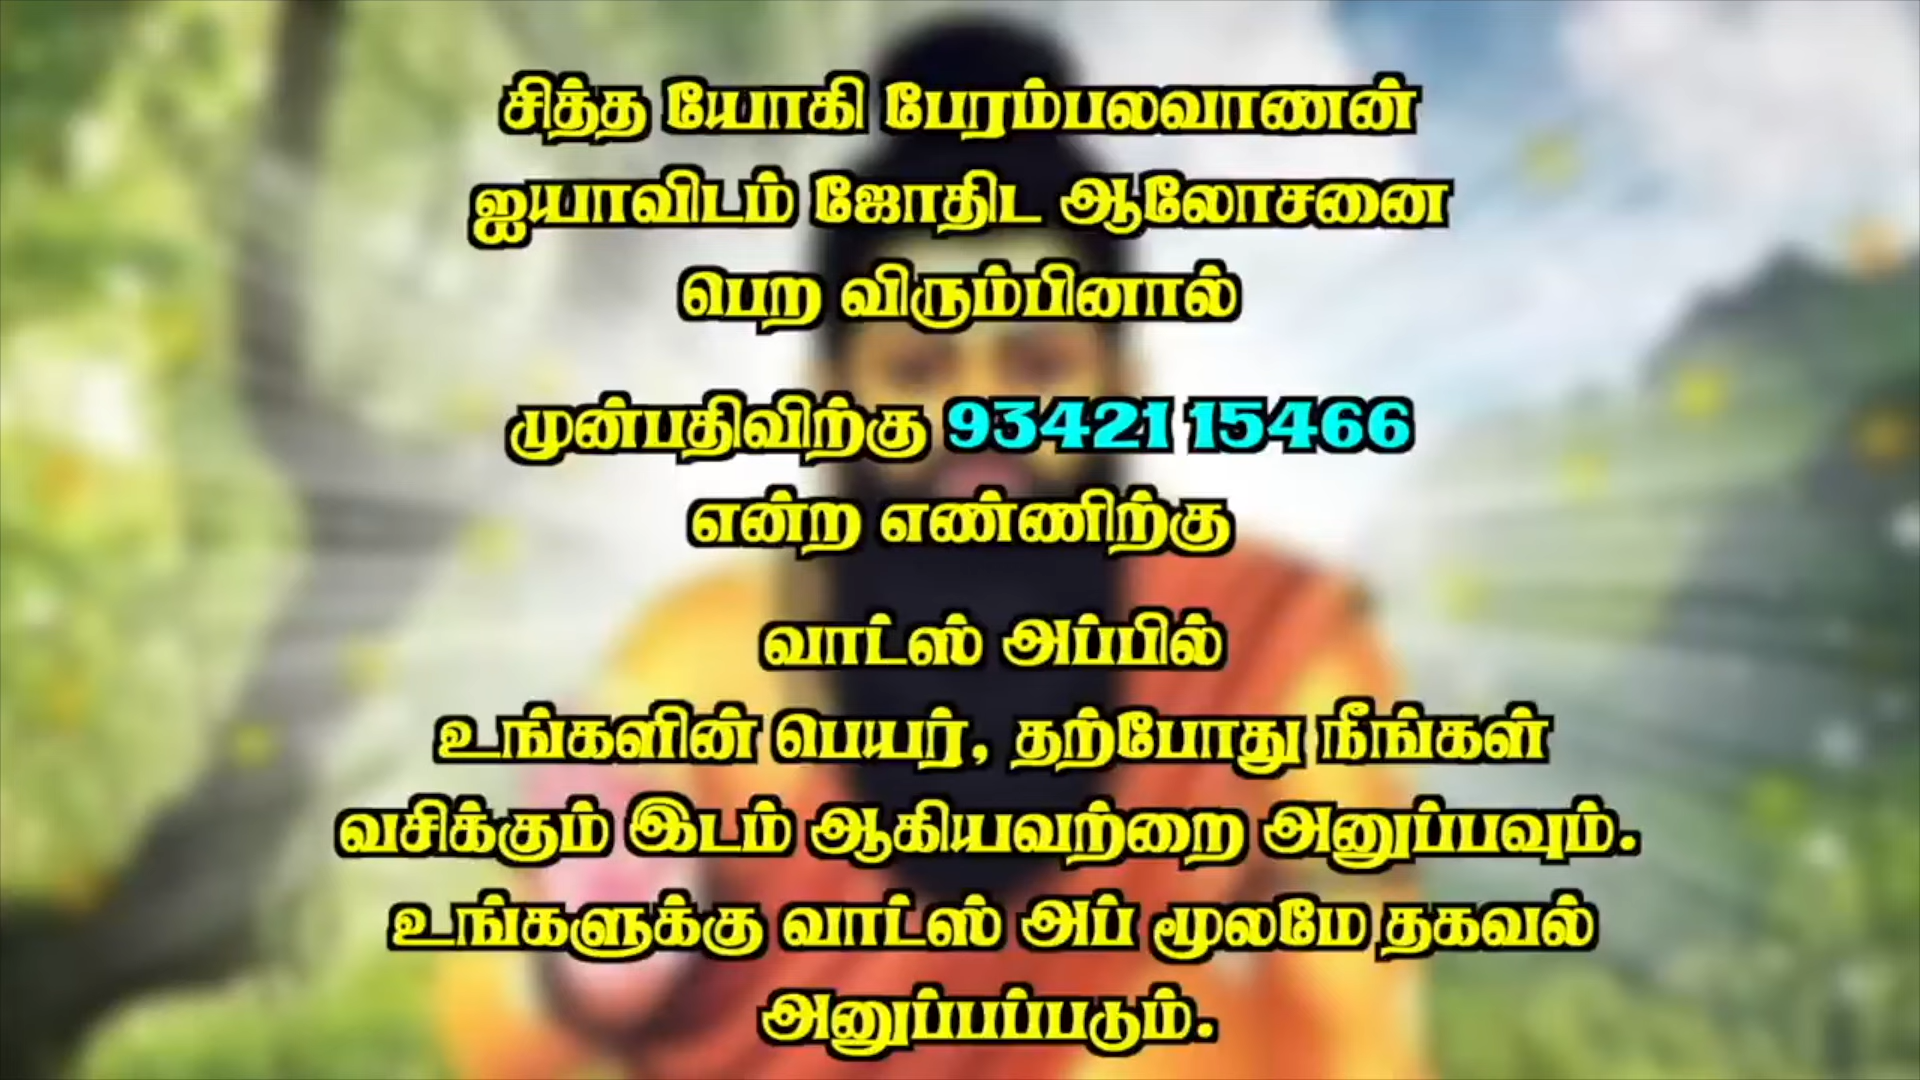 சித்த யோகி பேரம்பலவாணன்
ஐயாவிடம் ஜோதிட ஆலோசனை
பெற விரும்பினால்
முன்பதிவிற்கு 93421 15466
என்ற எண்ணிற்கு
வாட்ஸ் அப்பில்
உங்களின் பெயர், தற்போது நீங்கள்
வசிக்கும் இடம் ஆகியவற்றை அனுப்பவும்.
உங்களுக்கு வாட்ஸ் அப் மூலமே தகவல்
அனுப்பப்படும்.